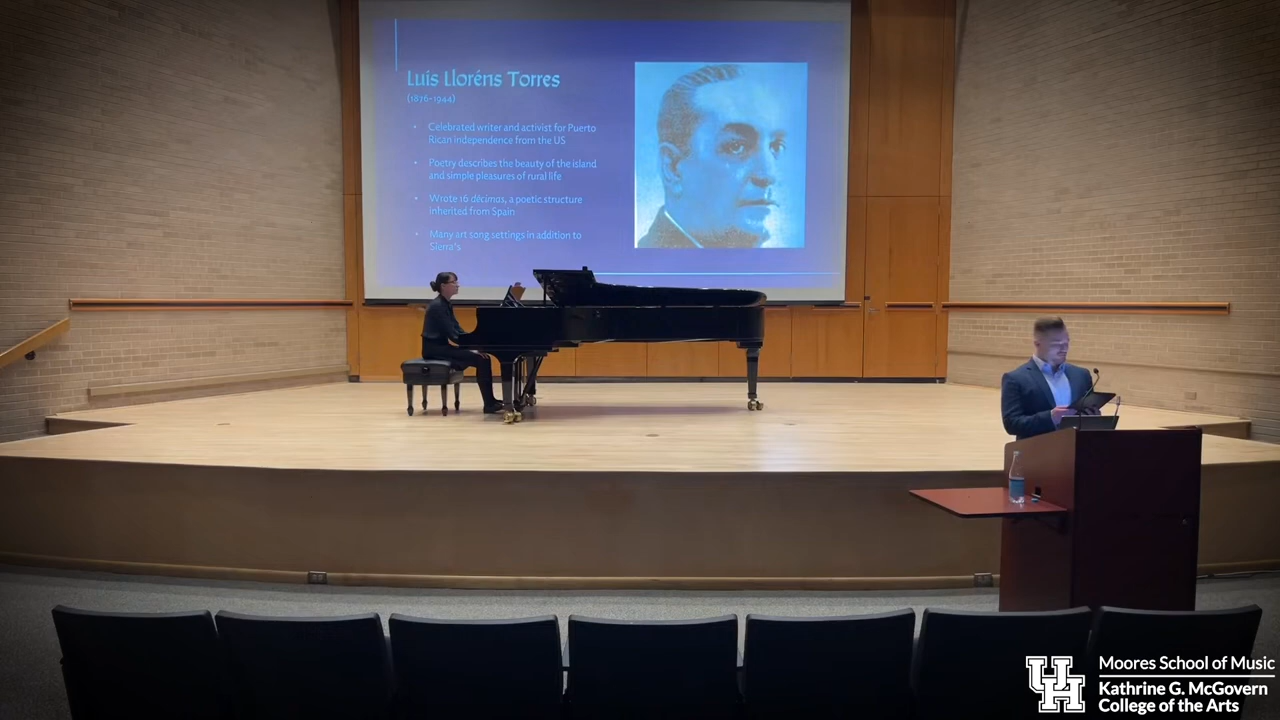 Luis Lloréns Torres
(1876-1944)
• Celebrated writer and activist for Puerto
Rican independence from the US
• Poetry describes the beauty of the island
and simple pleasures of rural life
• Wrote 16 décimas, a poetic structure
inherited from Spain
• Many art song settings in addition to
Sierra's
UH
Moores School of Music
Kathrine G. McGovern
College of the Arts